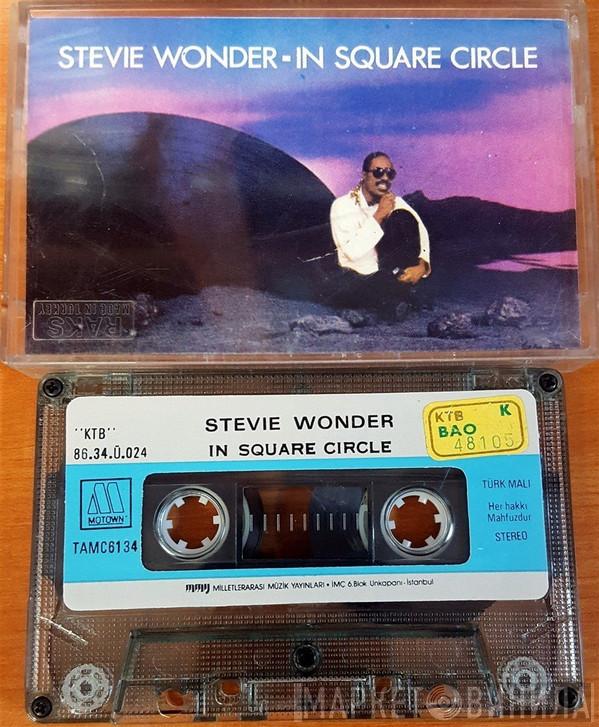 STEVIE WONDER-IN SQUARE CIRCLE
RAKS
MADE IN TURKEY
"KTB"
86.34.Ü.024
STEVIE WONDER
IN SQUARE CIRCLE
KTB K
BAO
48105
MOTOWN
TAMC6134
TÜRK MALI
Her hakkı
Mahfuzdur
STEREO
MMY MİLLETLERARASI MÜZİK YAYINLARI • İMÇ 6.Blok Unkapanı-İstanbul